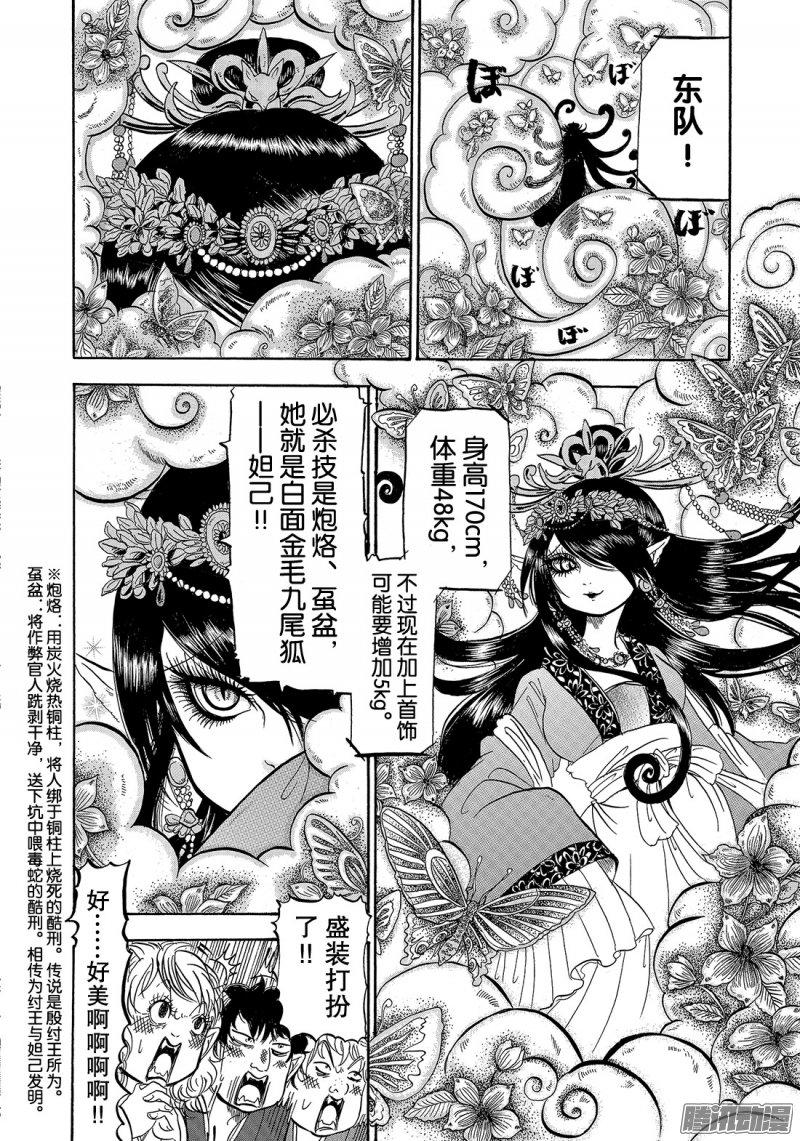 东队！
ぼ
ぼ
ぼ
ぼ
ぼ
身高170cm，
体重48kg，
不过现在加上首饰
可能要增加5kg。
必杀技是炮烙、虿盆，
她就是白面金毛九尾狐
——妲己!!
盛装打扮
了!!
好……好美啊啊啊啊!!
※炮烙：用炭火烧热铜柱，将人绑于铜柱上烧死的酷刑。传说是殷纣王所为。
虿盆：将作弊官人跣剥干净，送下坑中喂毒蛇的酷刑。相传为纣王与妲己发明。
腾讯动漫